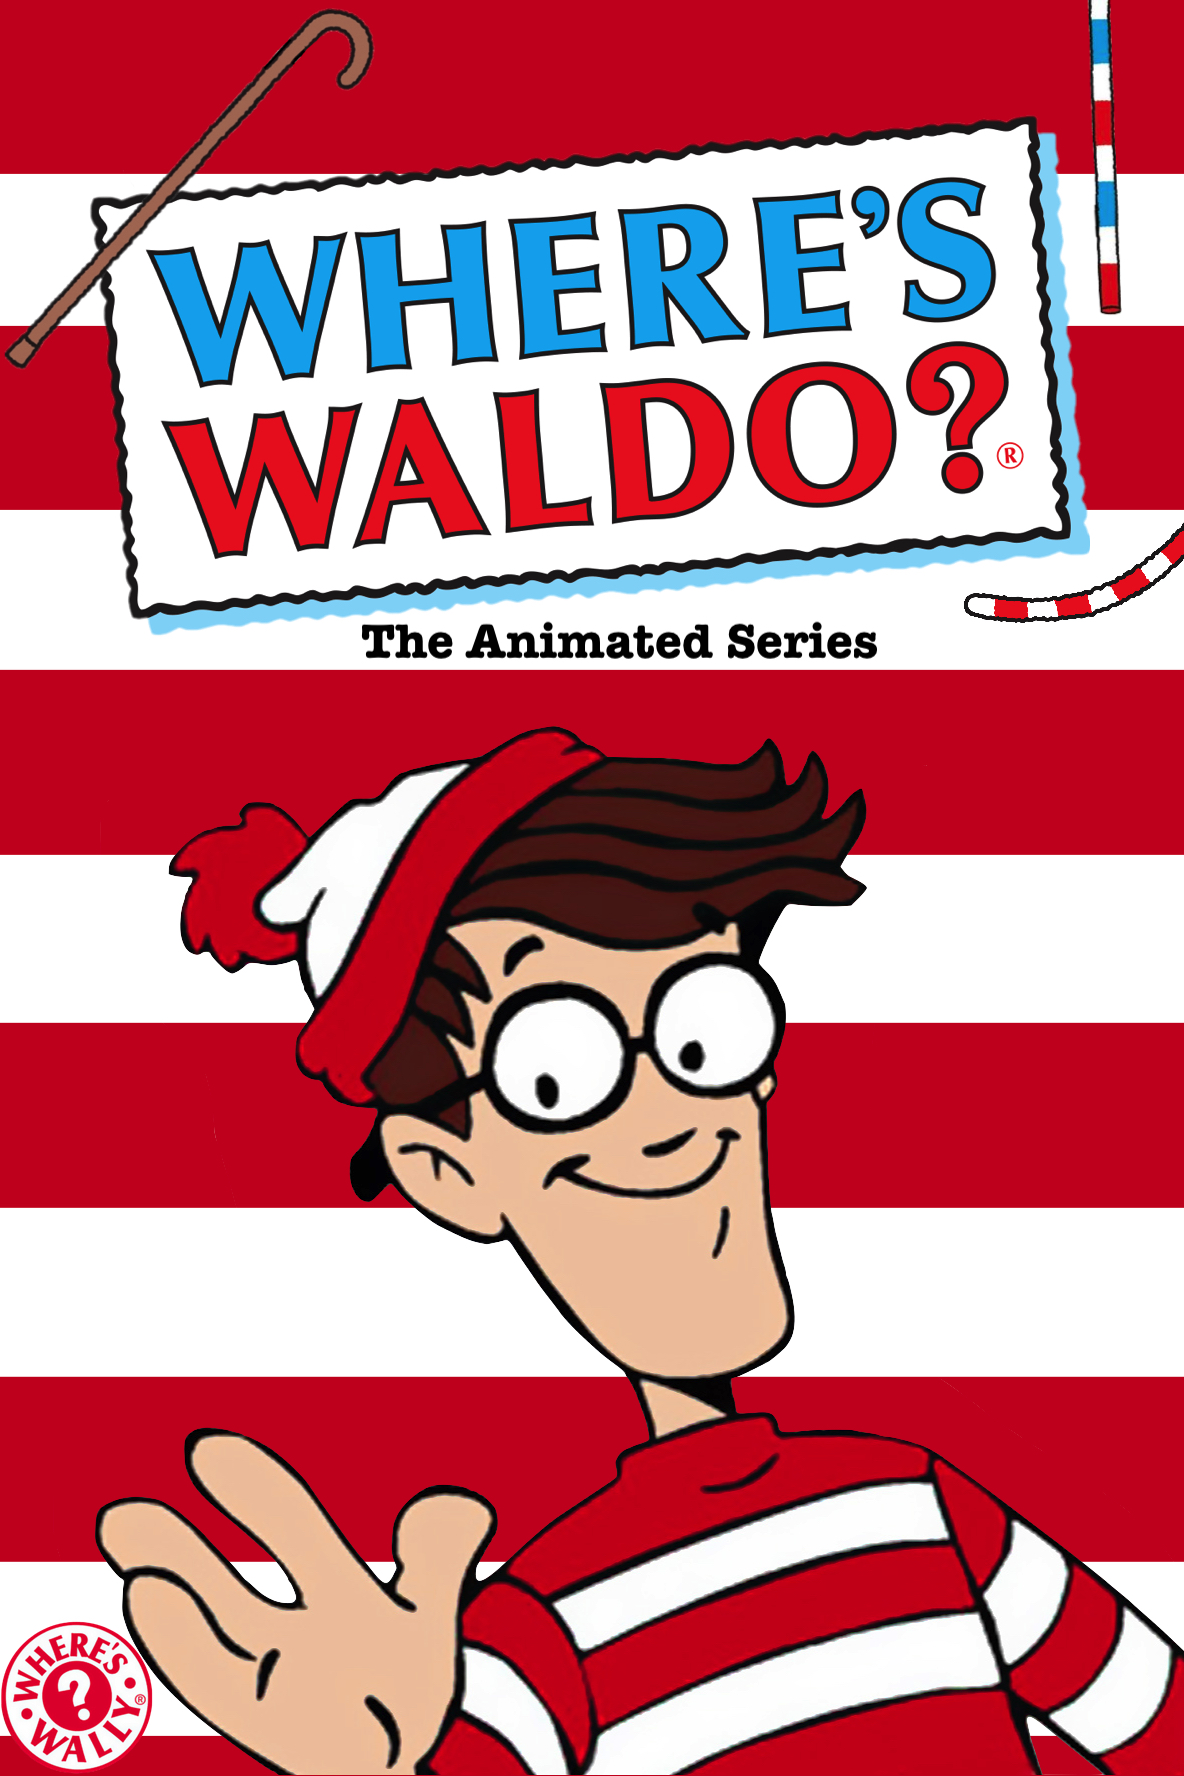 WHERE'S
WALDO?®
The Animated Series
WHERE'S
?
WALLY®